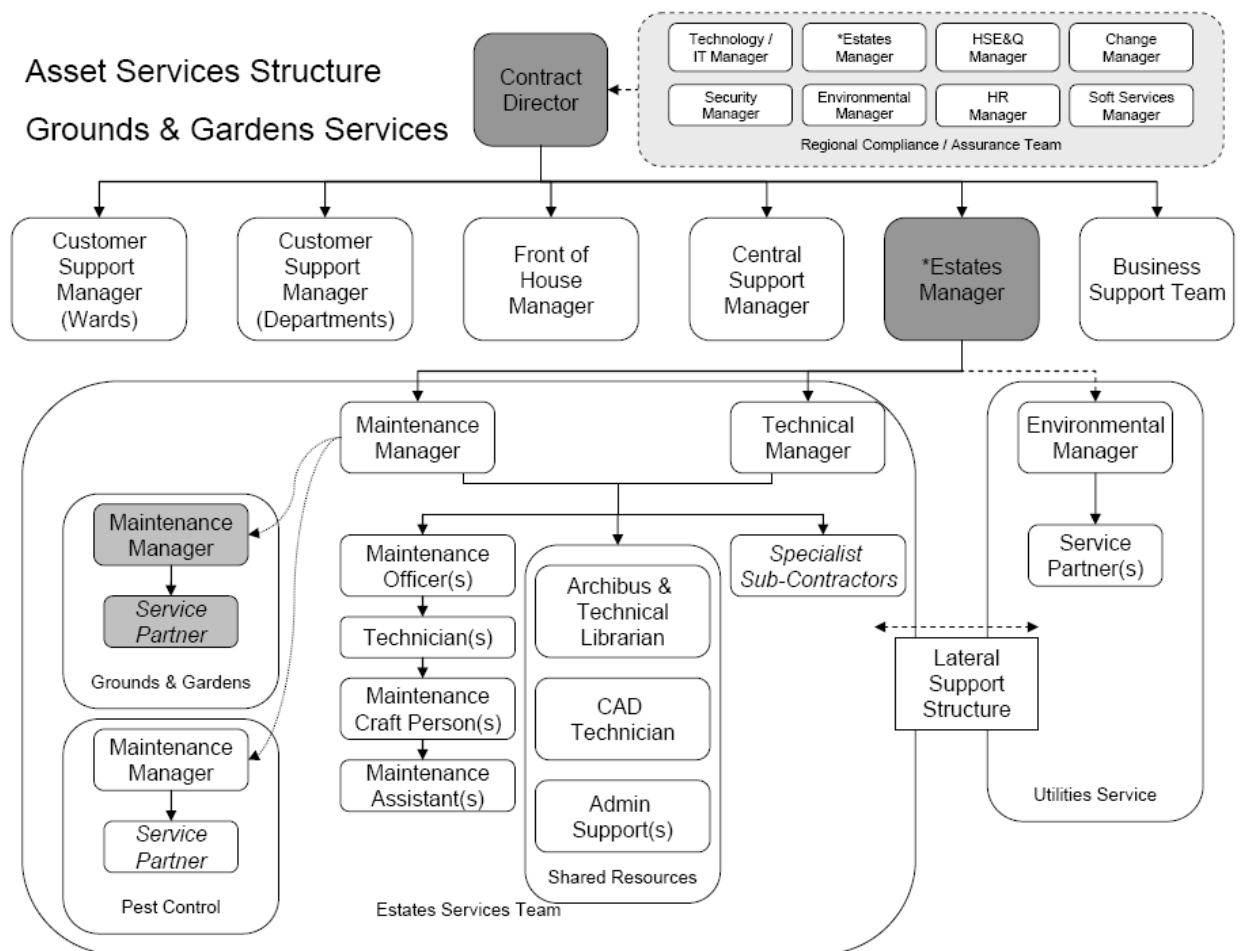 Asset Services Structure
Grounds & Gardens Services
Contract
Director
Technology /
IT Manager
*Estates
Manager
HSE&Q
Manager
Change
Manager
Security
Manager
Environmental
Manager
HR
Manager
Soft Services
Manager
Regional Compliance / Assurance Team
Customer
Support
Manager
(Wards)
Customer
Support
Manager
(Departments)
Front of
House
Manager
Central
Support
Manager
*Estates
Manager
Business
Support Team
Maintenance
Manager
Technical
Manager
Environmental
Manager
Maintenance
Manager
Service
Partner
Grounds & Gardens
Maintenance
Manager
Service
Partner
Pest Control
Maintenance
Officer(s)
Technician(s)
Maintenance
Craft Person(s)
Maintenance
Assistant(s)
Archibus &
Technical
Librarian
CAD
Technician
Admin
Support(s)
Shared Resources
Specialist
Sub-Contractors
Estates Services Team
Service
Partner(s)
Lateral
Support
Structure
Utilities Service